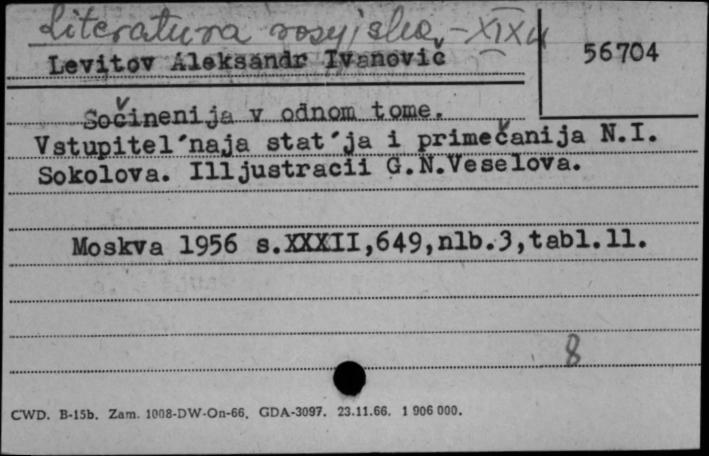 Literatura rosyjska, - XIX w
Levitov Aleksandr Ivanovič
56704
Sočinenija v odnom tome.
Vstupitel´naja stat´ja i primečanija N.I.
Sokolova. Illjustracii G.N.Veselova.
Moskva 1956 s.XXXII,649,nlb.3,tabl.11.
8
CWD. B-15b. Zam. 1008-DW-On-66. GDA-3097. 23.11.66. 1 906 000.